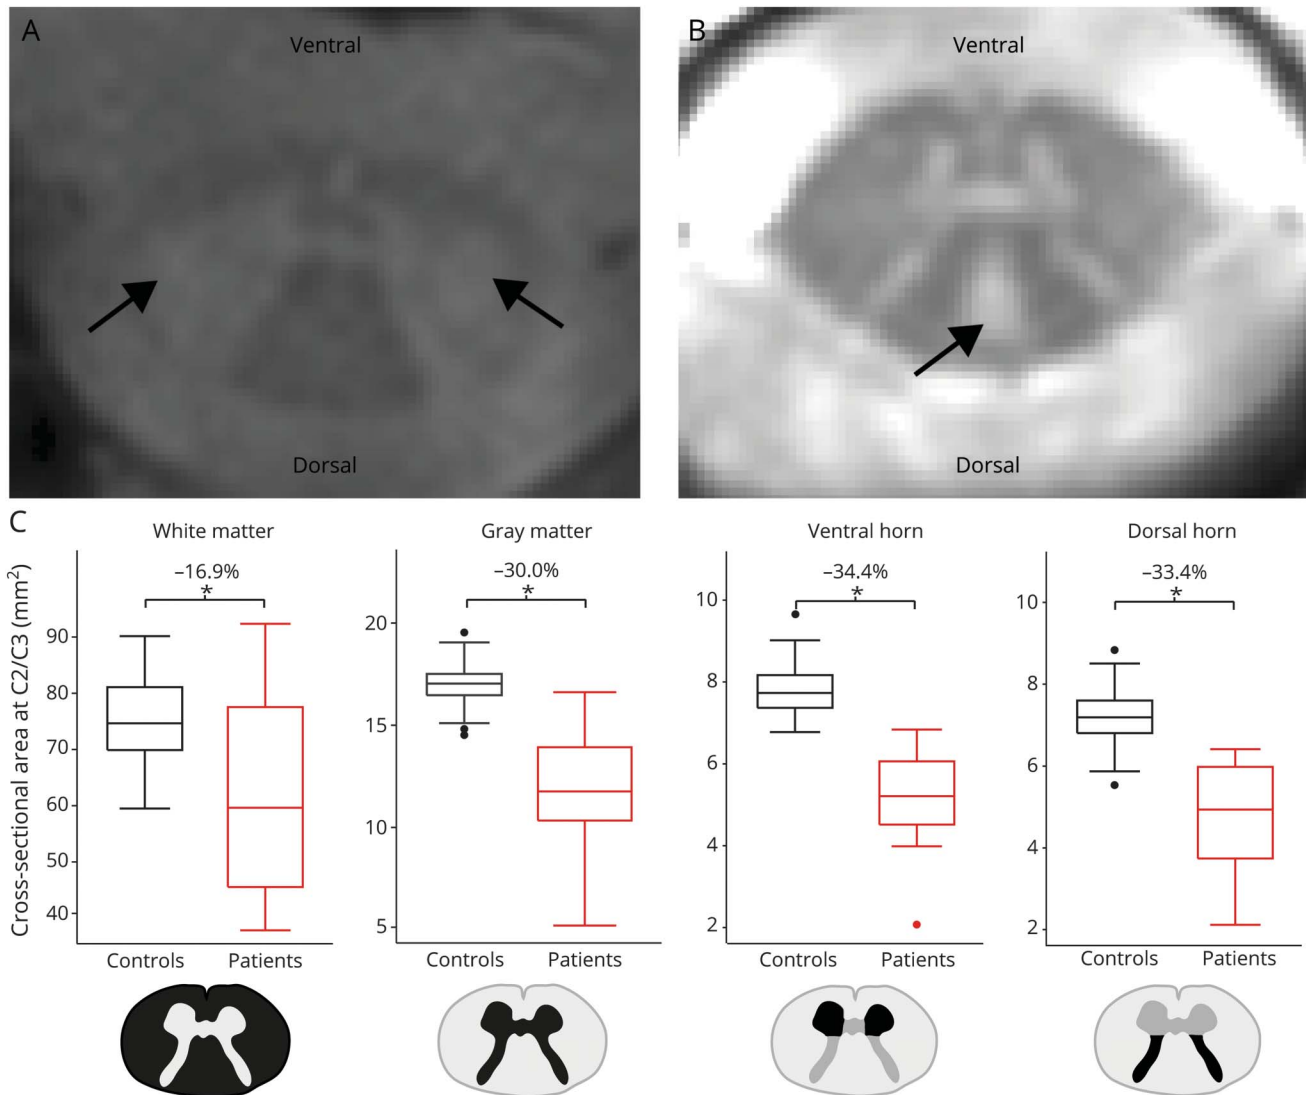 A
Ventral
Dorsal
B
Ventral
Dorsal
C
Cross-sectional area at C2/C3 (mm²)
White matter
–16.9%
*
90
80
70
60
50
40
Controls Patients
Gray matter
–30.0%
*
20
15
10
5
Controls Patients
Ventral horn
–34.4%
*
10
8
6
4
2
Controls Patients
Dorsal horn
–33.4%
*
10
8
6
4
2
Controls Patients